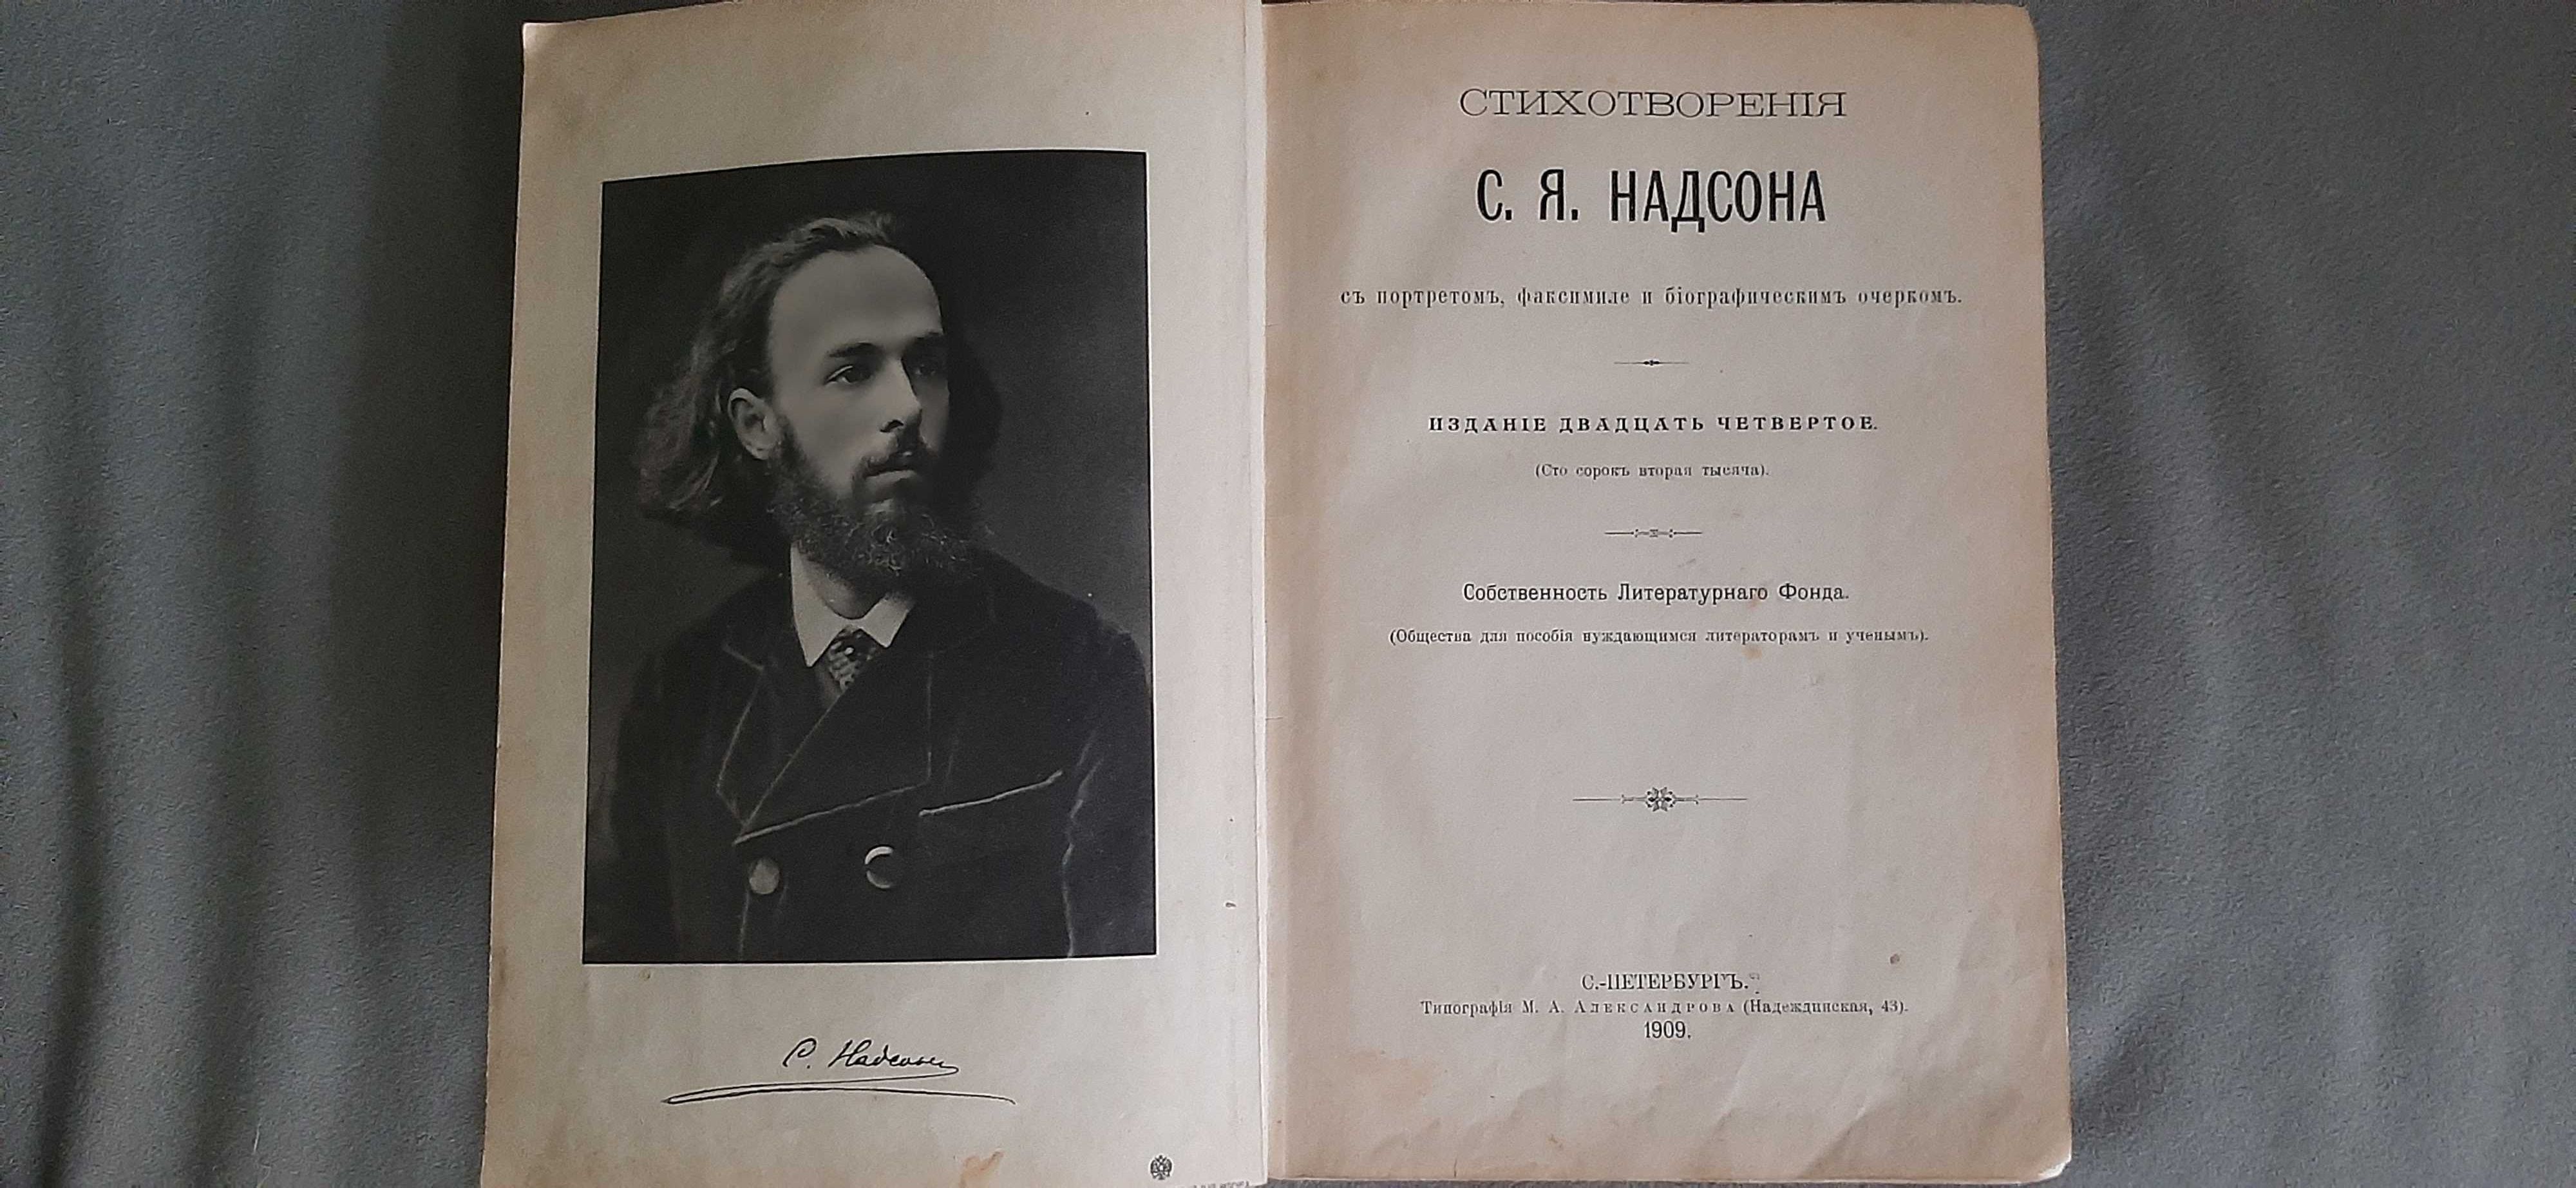 С. Надсонъ
СТИХОТВОРЕНІЯ
С. Я. НАДСОНА
съ портретомъ, факсимиле и біографическимъ очеркомъ.
ИЗДАНІЕ ДВАДЦАТЬ ЧЕТВЕРТОЕ.
(Сто сорокъ вторая тысяча).
Собственность Литературнаго Фонда.
(Общества для пособія нуждающимся литераторамъ и ученымъ).
С.-ПЕТЕРБУРГЪ.
Типографія М. А. АЛЕКСАНДРОВА (Надеждинская, 43).
1909.